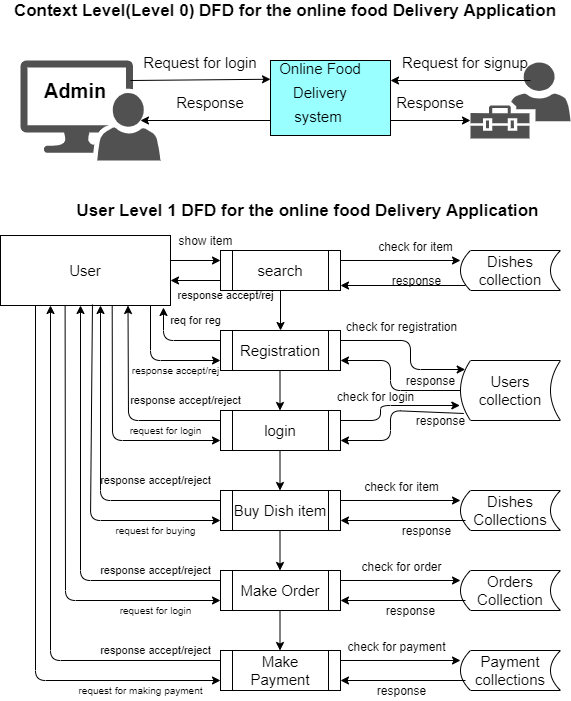 Context Level(Level 0) DFD for the online food Delivery Application
Request for login
Online Food
Delivery
system
Request for signup
Admin
Response
Response
User Level 1 DFD for the online food Delivery Application
User
show item
search
check for item
Dishes
collection
response
response accept/rej
req for reg
Registration
check for registration
response accept/rej
response
Users
collection
response accept/reject
check for login
login
request for login
response
response accept/reject
check for item
Buy Dish item
Dishes
Collections
request for buying
response
response accept/reject
check for order
Make Order
Orders
Collection
request for login
response
response accept/reject
check for payment
Make
Payment
Payment
collections
request for making payment
response